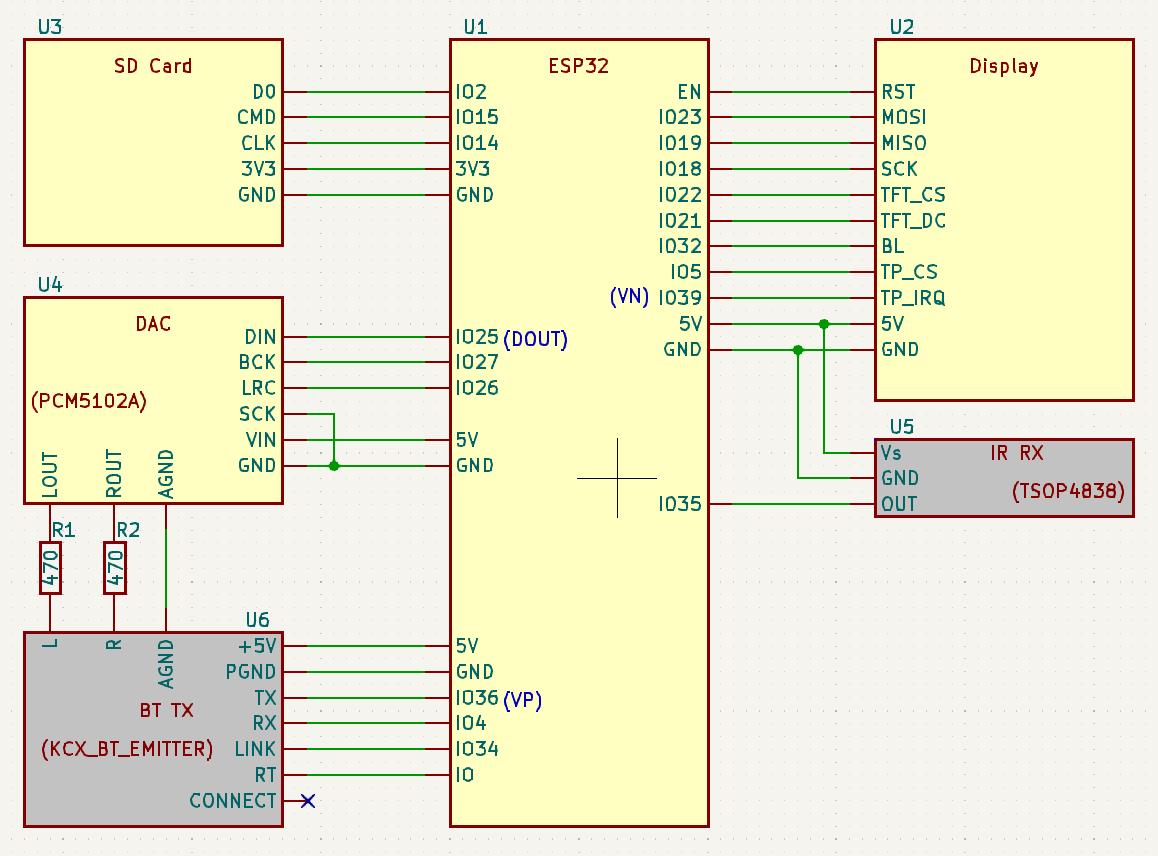 U3
SD Card
D0
CMD
CLK
3V3
GND
U4
DAC
(PCM5102A)
DIN
BCK
LRC
SCK
VIN
GND
LOUT
ROUT
AGND
R1
470
R2
470
U6
L
R
AGND
BT TX
(KCX_BT_EMITTER)
+5V
PGND
TX
RX
LINK
RT
CONNECT
U1
ESP32
IO2
IO15
IO14
3V3
GND
IO25 (DOUT)
IO27
IO26
5V
GND
5V
GND
IO36 (VP)
IO4
IO34
IO
EN
IO23
IO19
IO18
IO22
IO21
IO32
IO5
(VN) IO39
5V
GND
IO35
U2
Display
RST
MOSI
MISO
SCK
TFT_CS
TFT_DC
BL
TP_CS
TP_IRQ
5V
GND
U5
IR RX
(TSOP4838)
Vs
GND
OUT